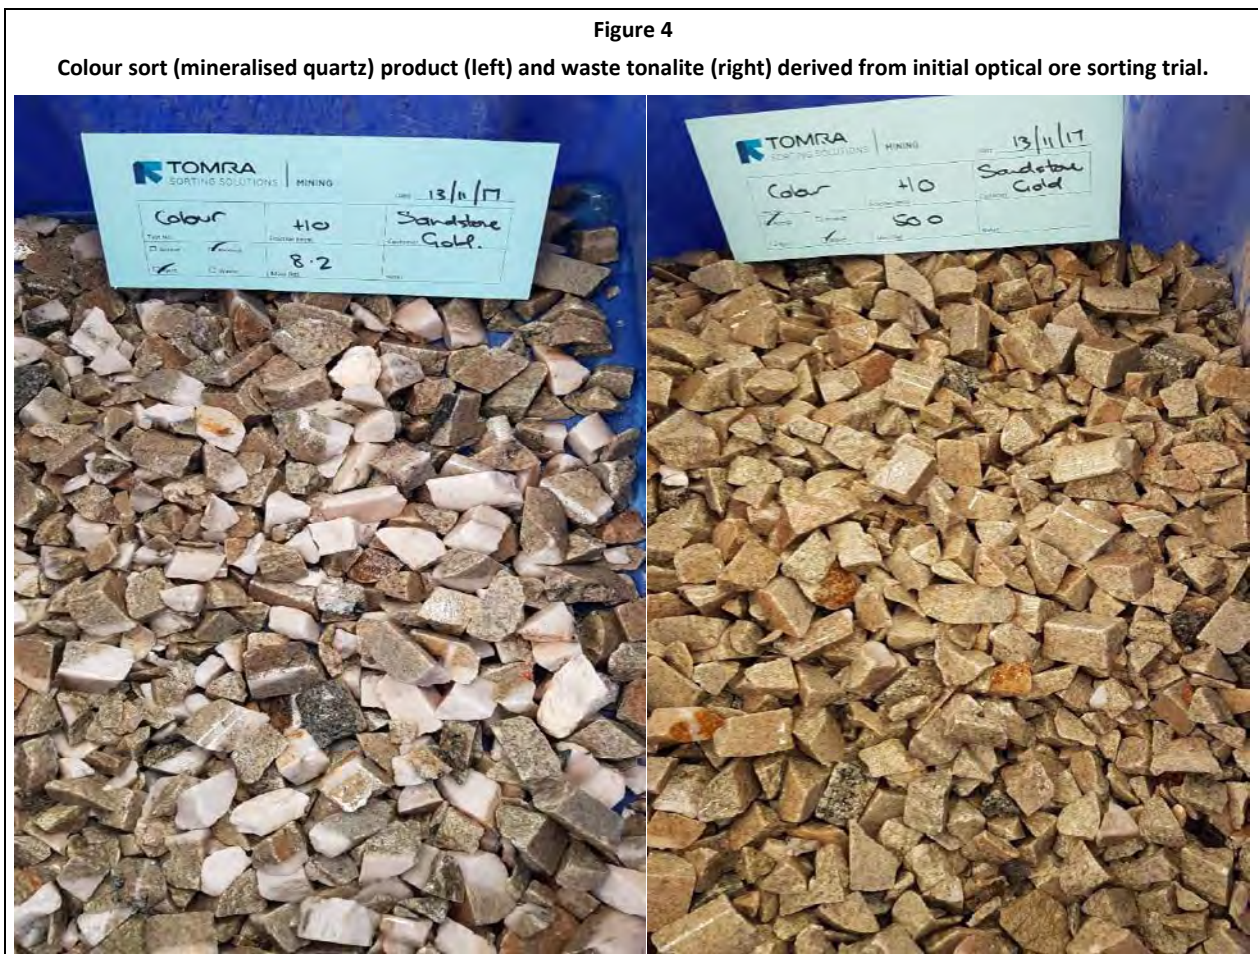 Figure 4
Colour sort (mineralised quartz) product (left) and waste tonalite (right) derived from initial optical ore sorting trial.
TOMRA
SORTING SOLUTIONS | MINING
13/11/17
Colour
+10
Sandstone
Gold.
8.2
TOMRA
SORTING SOLUTIONS | MINING
13/11/17
Colour
+10
Sandstone
Gold
50 0